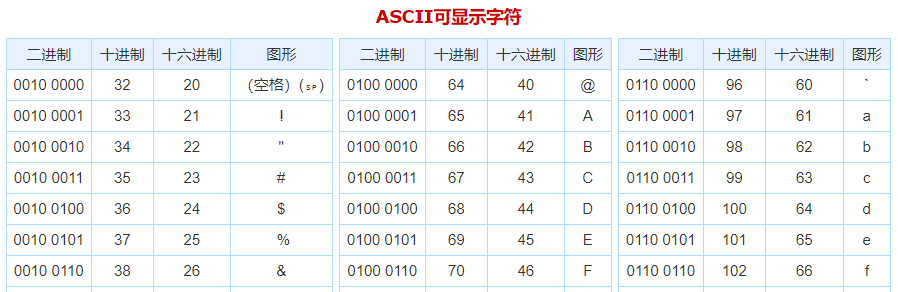 ASCII可显示字符
二进制 十进制 十六进制 图形 二进制 十进制 十六进制 图形 二进制 十进制 十六进制 图形
0010 0000 32 20 (空格) (␠) 0100 0000 64 40 @ 0110 0000 96 60 `
0010 0001 33 21 ! 0100 0001 65 41 A 0110 0001 97 61 a
0010 0010 34 22 " 0100 0010 66 42 B 0110 0010 98 62 b
0010 0011 35 23 # 0100 0011 67 43 C 0110 0011 99 63 c
0010 0100 36 24 $ 0100 0100 68 44 D 0110 0100 100 64 d
0010 0101 37 25 % 0100 0101 69 45 E 0110 0101 101 65 e
0010 0110 38 26 & 0100 0110 70 46 F 0110 0110 102 66 f